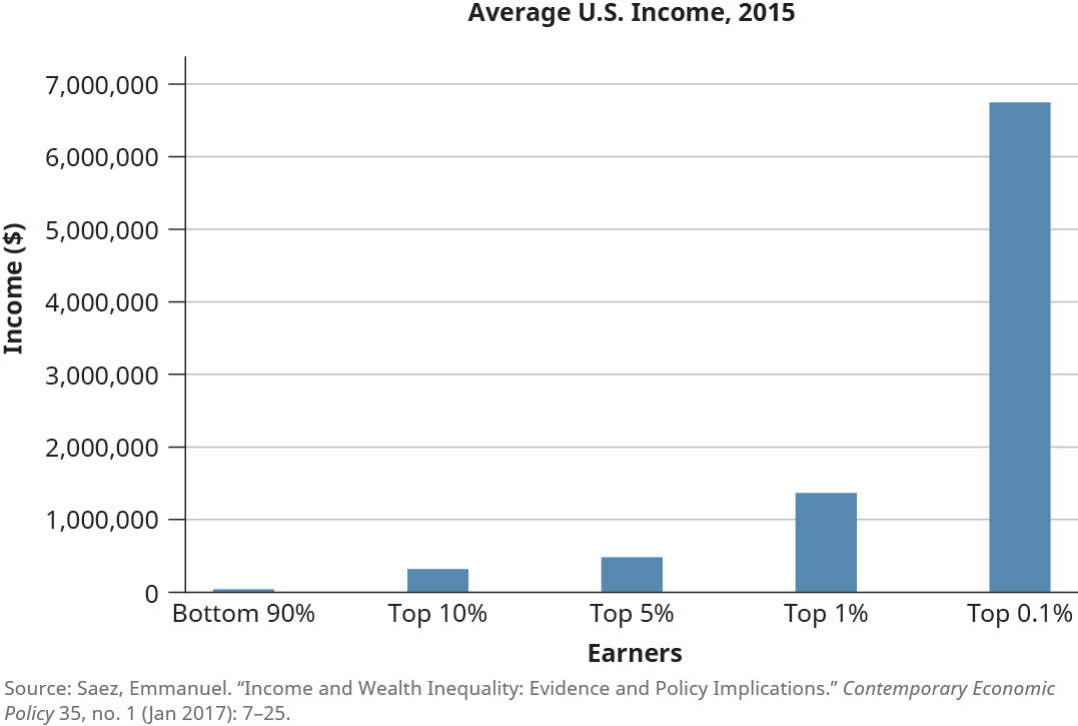 Average U.S. Income, 2015
7,000,000
6,000,000
5,000,000
4,000,000
3,000,000
2,000,000
1,000,000
0
Income ($)
Bottom 90% Top 10% Top 5% Top 1% Top 0.1%
Earners
Source: Saez, Emmanuel. “Income and Wealth Inequality: Evidence and Policy Implications.” Contemporary Economic
Policy 35, no. 1 (Jan 2017): 7–25.